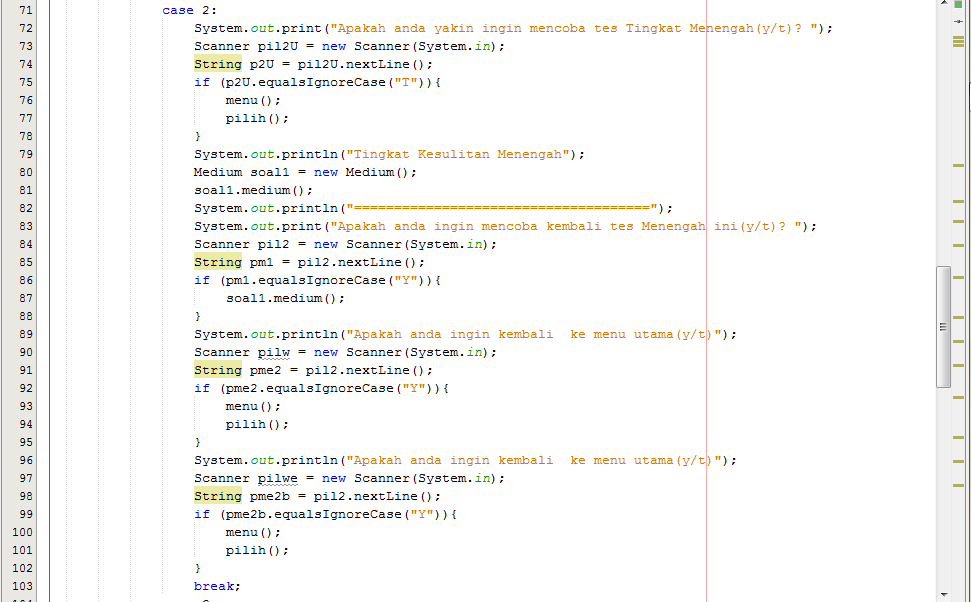 71 case 2:
72 System.out.print("Apakah anda yakin ingin mencoba tes Tingkat Menengah(y/t)? ");
73 Scanner pil2U = new Scanner(System.in);
74 String p2U = pil2U.nextLine();
75 if (p2U.equalsIgnoreCase("T")){
76 menu();
77 pilih();
78 }
79 System.out.println("Tingkat Kesulitan Menengah");
80 Medium soal1 = new Medium();
81 soal1.medium();
82 System.out.println("=====================================");
83 System.out.print("Apakah anda ingin mencoba kembali tes Menengah ini(y/t)? ");
84 Scanner pil2 = new Scanner(System.in);
85 String pm1 = pil2.nextLine();
86 if (pm1.equalsIgnoreCase("Y")){
87 soal1.medium();
88 }
89 System.out.println("Apakah anda ingin kembali  ke menu utama(y/t)");
90 Scanner pilw = new Scanner(System.in);
91 String pme2 = pil2.nextLine();
92 if (pme2.equalsIgnoreCase("Y")){
93 menu();
94 pilih();
95 }
96 System.out.println("Apakah anda ingin kembali  ke menu utama(y/t)");
97 Scanner pilwe = new Scanner(System.in);
98 String pme2b = pil2.nextLine();
99 if (pme2b.equalsIgnoreCase("Y")){
100 menu();
101 pilih();
102 }
103 break;